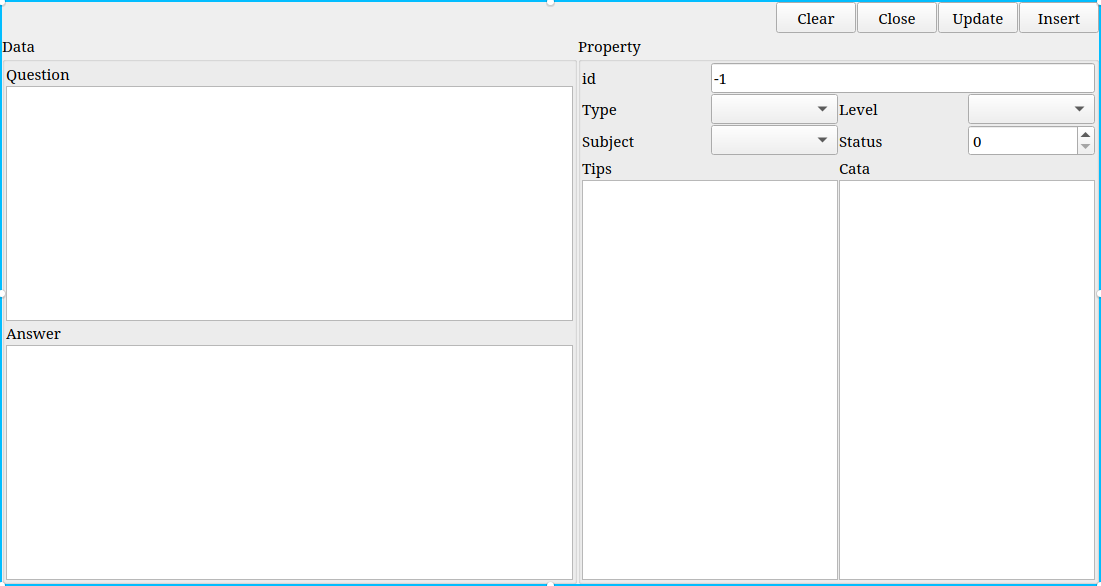 Clear Close Update Insert
Data Property
Question
id -1
Type Level
Subject Status 0
Tips Cata
Answer